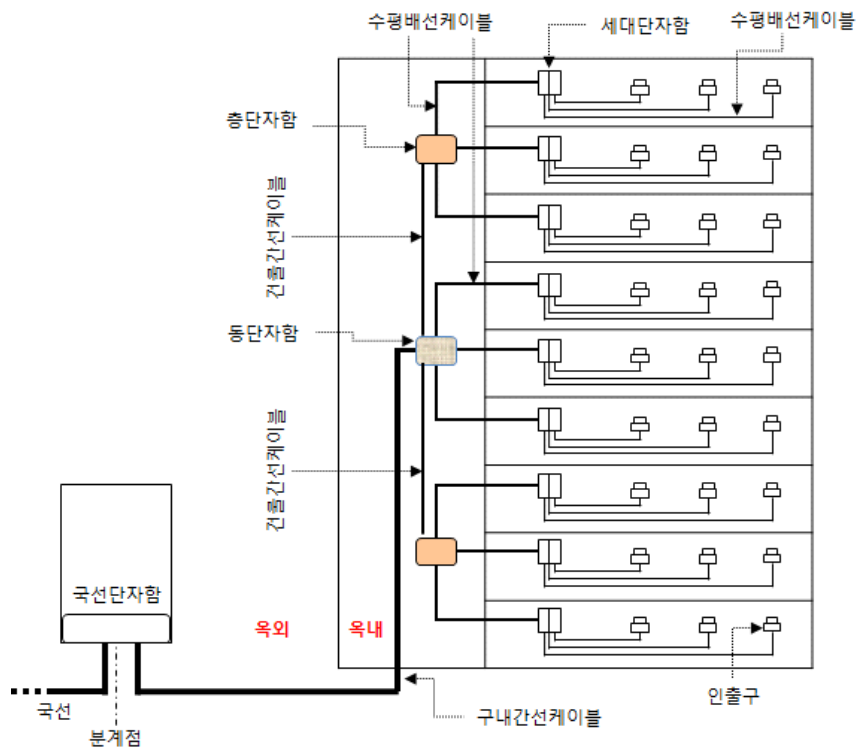 수평배선케이블
세대단자함
수평배선케이블
층단자함
건물간선케이블
동단자함
건물간선케이블
국선단자함
옥외
옥내
국선
분계점
구내간선케이블
인출구